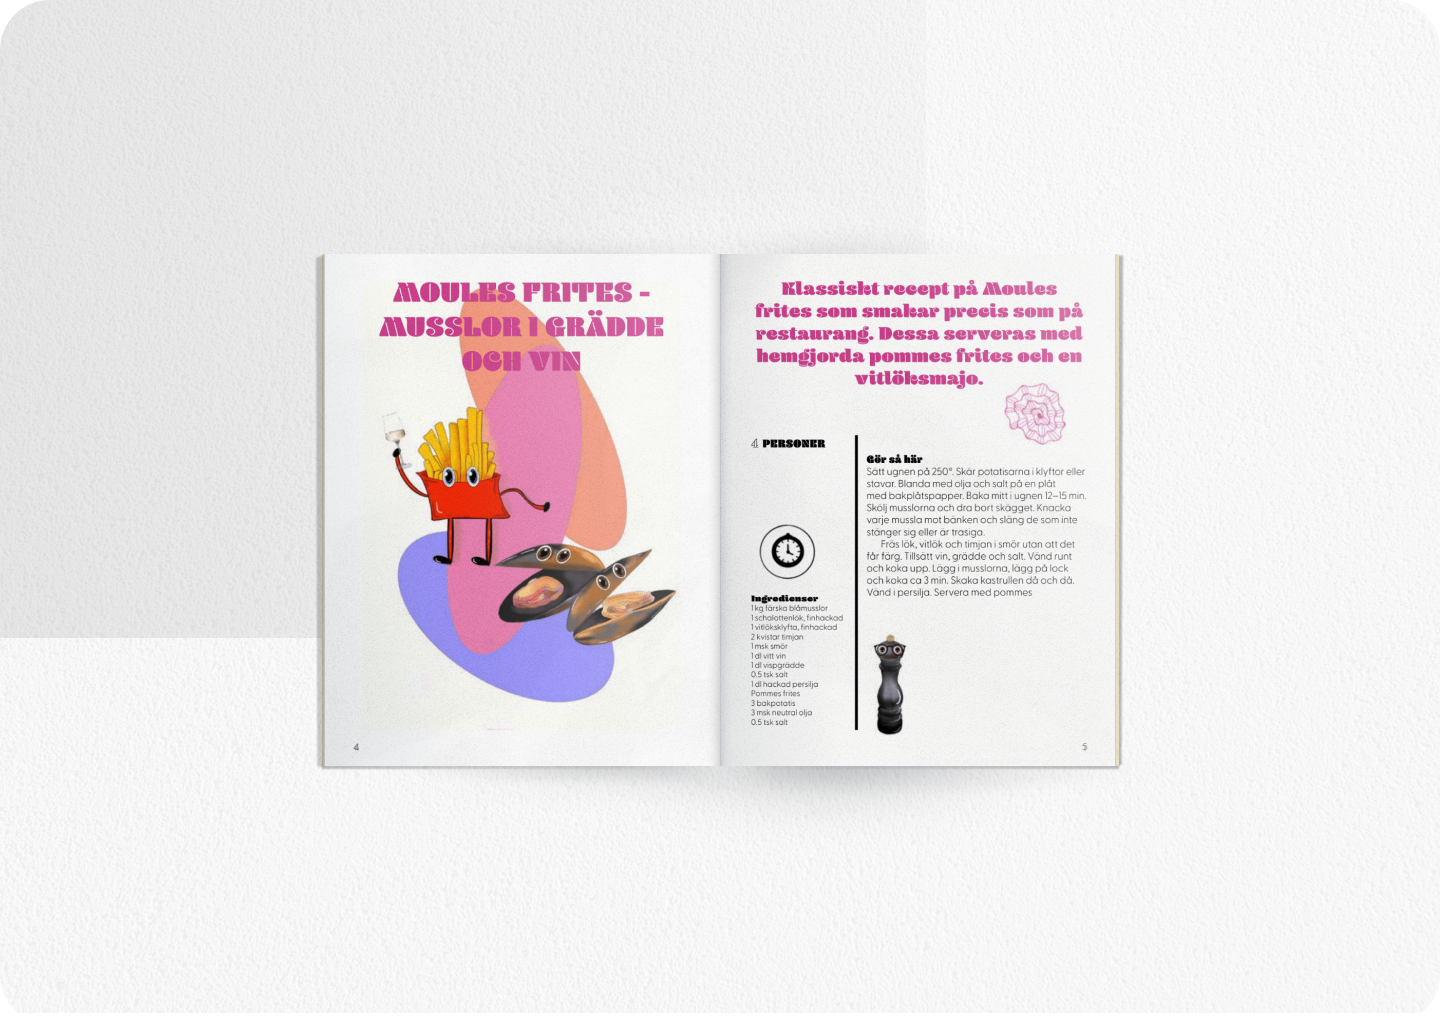 MOULES FRITES -
MUSSLOR I GRÄDDE
OCH VIN
4
Klassiskt recept på Moules
frites som smakar precis som på
restaurang. Dessa serveras med
hemgjorda pommes frites och en
vitlöksmajo.
4 PERSONER
Ingredienser
1 kg färska blåmusslor
1 schalottenlök, finhackad
1 vitlöksklyfta, finhackad
2 kvistar timjan
1 msk smör
1 dl vitt vin
1 dl vispgrädde
0.5 tsk salt
1 dl hackad persilja
Pommes frites
3 bakpotatis
3 msk neutral olja
0.5 tsk salt
Gör så här
Sätt ugnen på 250°. Skär potatisarna i klyftor eller
stavar. Blanda med olja och salt på en plåt
med bakplåtspapper. Baka mitt i ugnen 12–15 min.
Skölj musslorna och dra bort skägget. Knacka
varje mussla mot bänken och släng de som inte
stänger sig eller är trasiga.
Fräs lök, vitlök och timjan i smör utan att det
får färg. Tillsätt vin, grädde och salt. Vänd runt
och koka upp. Lägg i musslorna, lägg på lock
och koka ca 3 min. Skaka kastrullen då och då.
Vänd i persilja. Servera med pommes
5